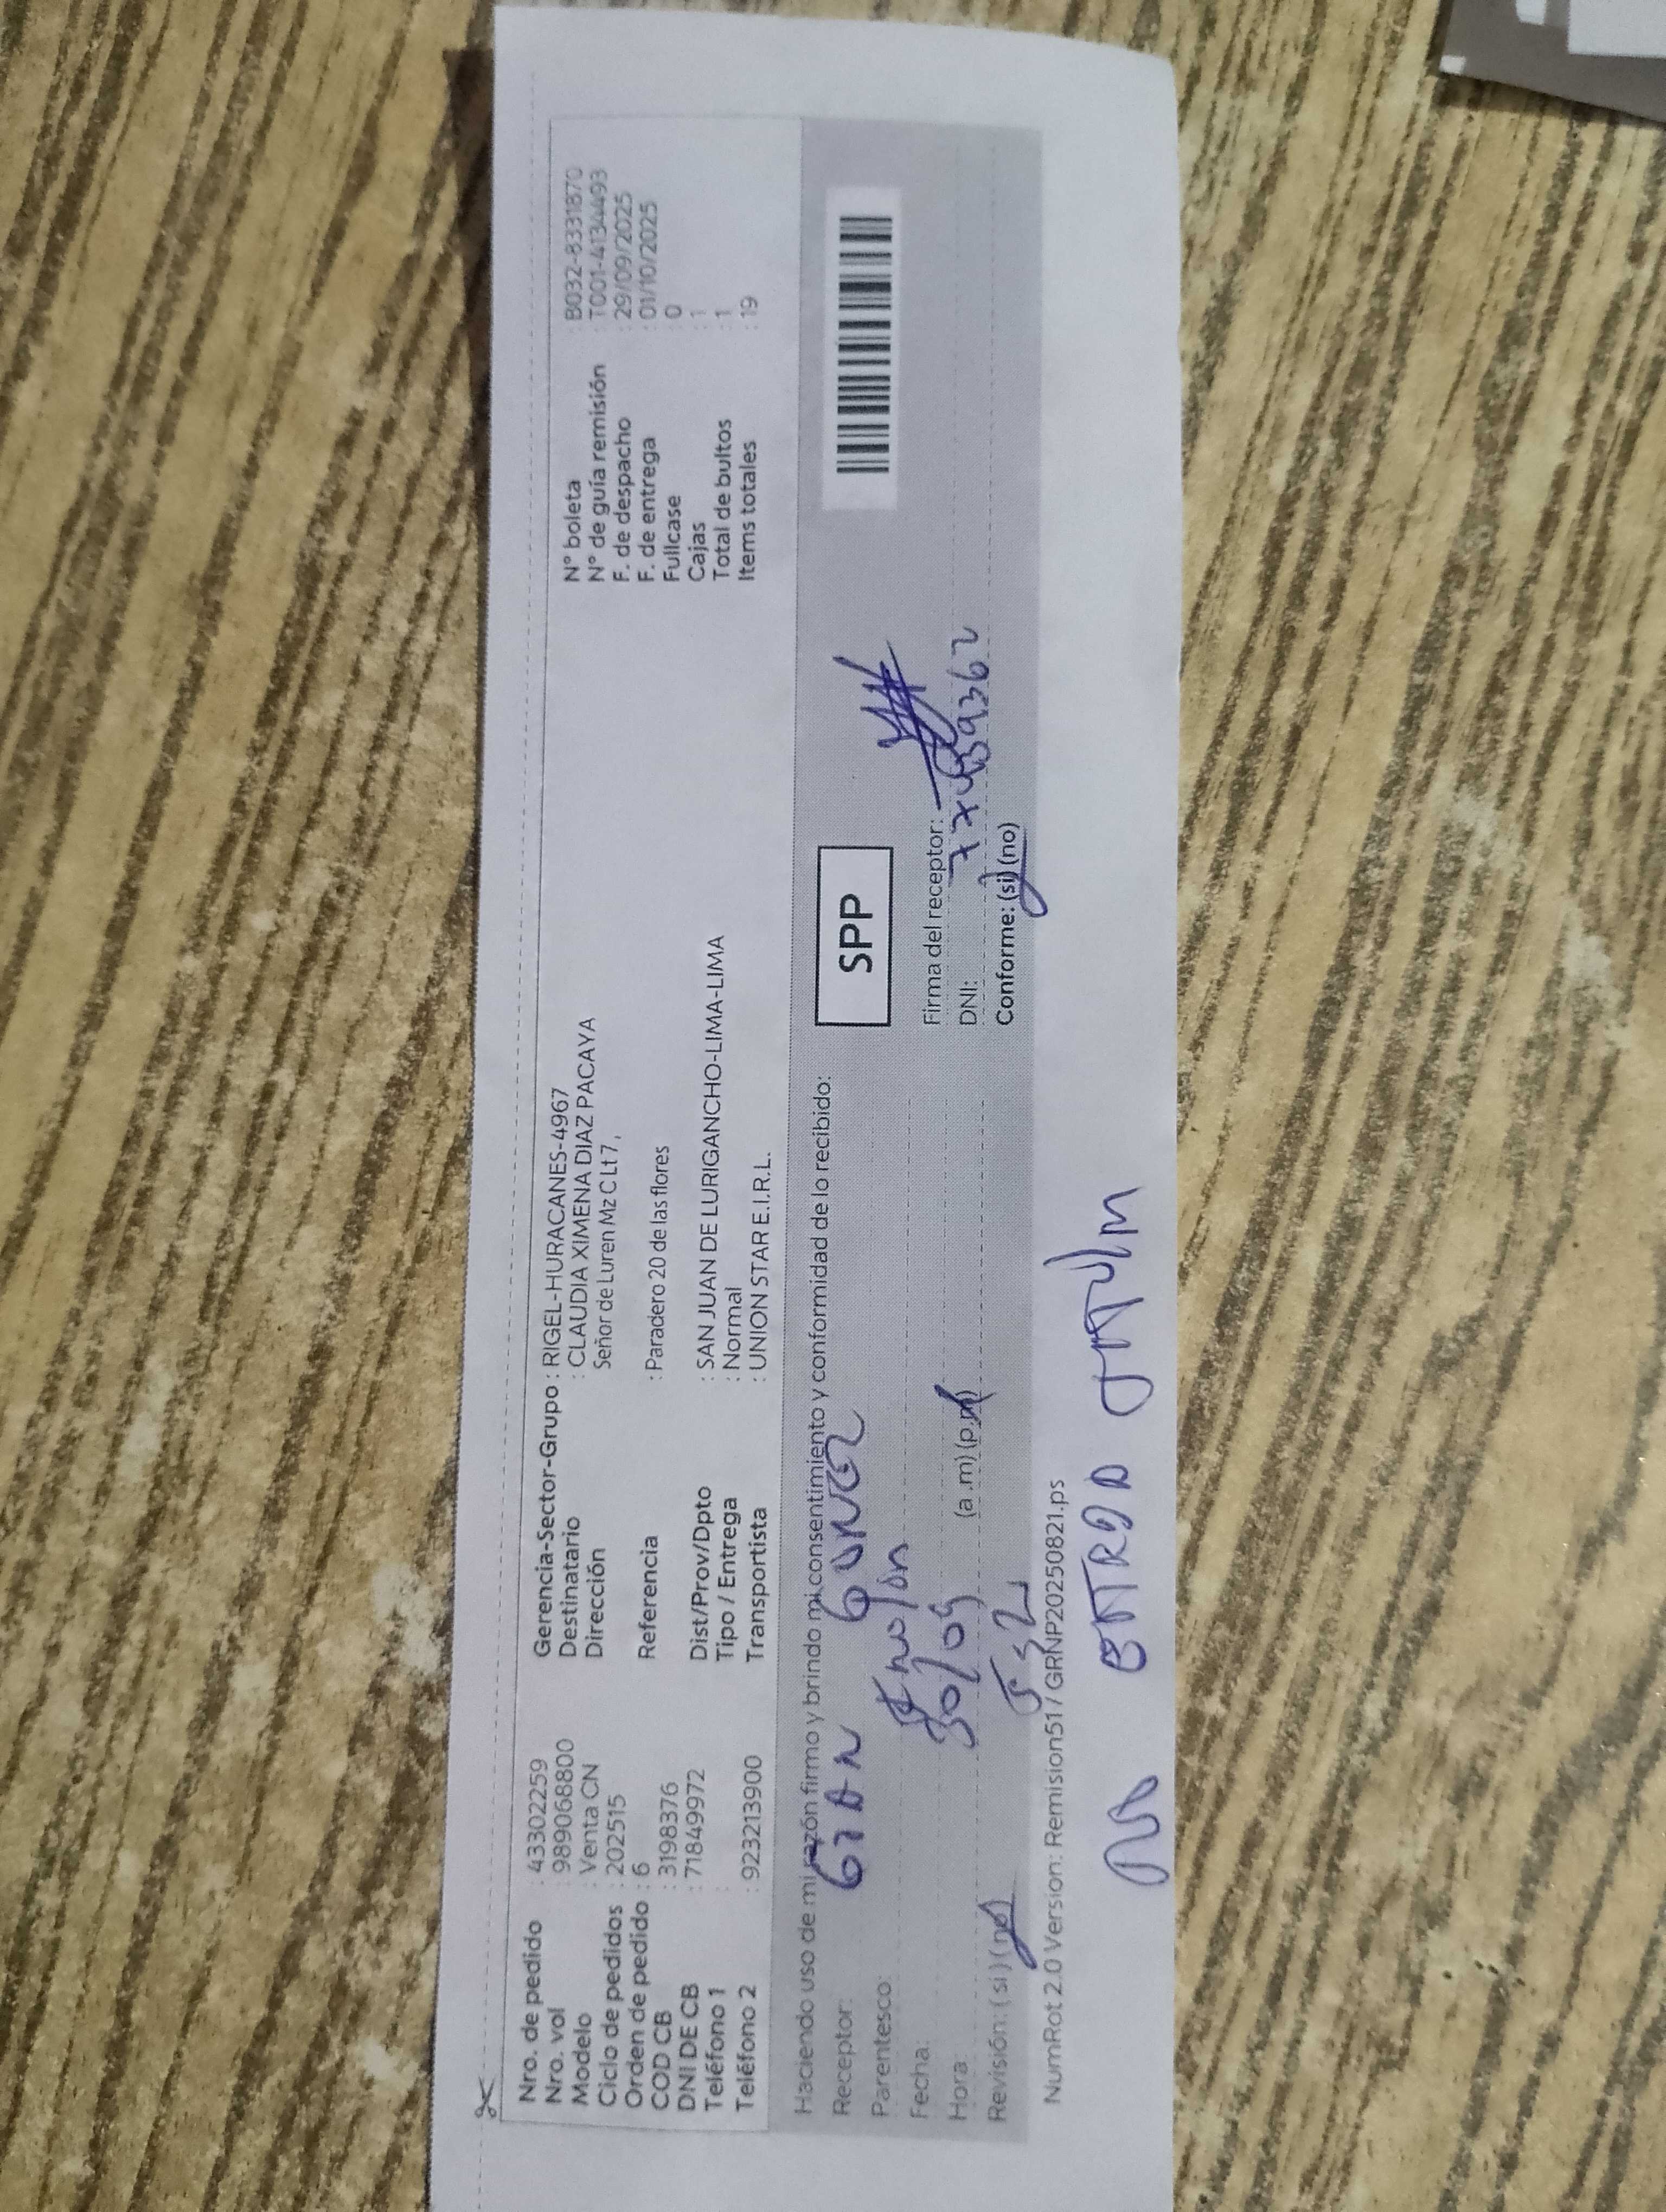 Nro. de pedido : 43302259
Nro. vol : 989068800
Modelo : Venta CN
Ciclo de pedidos : 202515
Orden de pedido : 6
COD CB : 3198376
DNI DE CB : 71849972
Teléfono 1 :
Teléfono 2 : 923213900
Gerencia-Sector-Grupo : RIGEL-HURACANES-4967
Destinatario : CLAUDIA XIMENA DIAZ PACAYA
Dirección Señor de Luren Mz C Lt 7 ,
Referencia : Paradero 20 de las flores
Dist/Prov/Dpto : SAN JUAN DE LURIGANCHO-LIMA-LIMA
Tipo / Entrega : Normal
Transportista : UNION STAR E.I.R.L.
N° boleta : B032-8331870
N° de guía remisión : T001-4134493
F. de despacho : 29/09/2025
F. de entrega : 01/10/2025
Fullcase : 0
Cajas : 1
Total de bultos : 1
Items totales : 19
Haciendo uso de mi razón firmo y brindo mi consentimiento y conformidad de lo recibido:
Receptor: GIAN
Parentesco:
Fecha: 30/09
Hora: 5 32 (a .m) (p.m)
Revisión: ( si ) (no)
SPP
Firma del receptor:
DNI:
Conforme: (si) (no)
NumRot 2.0 Version: Remision51 / GRNP20250821.ps